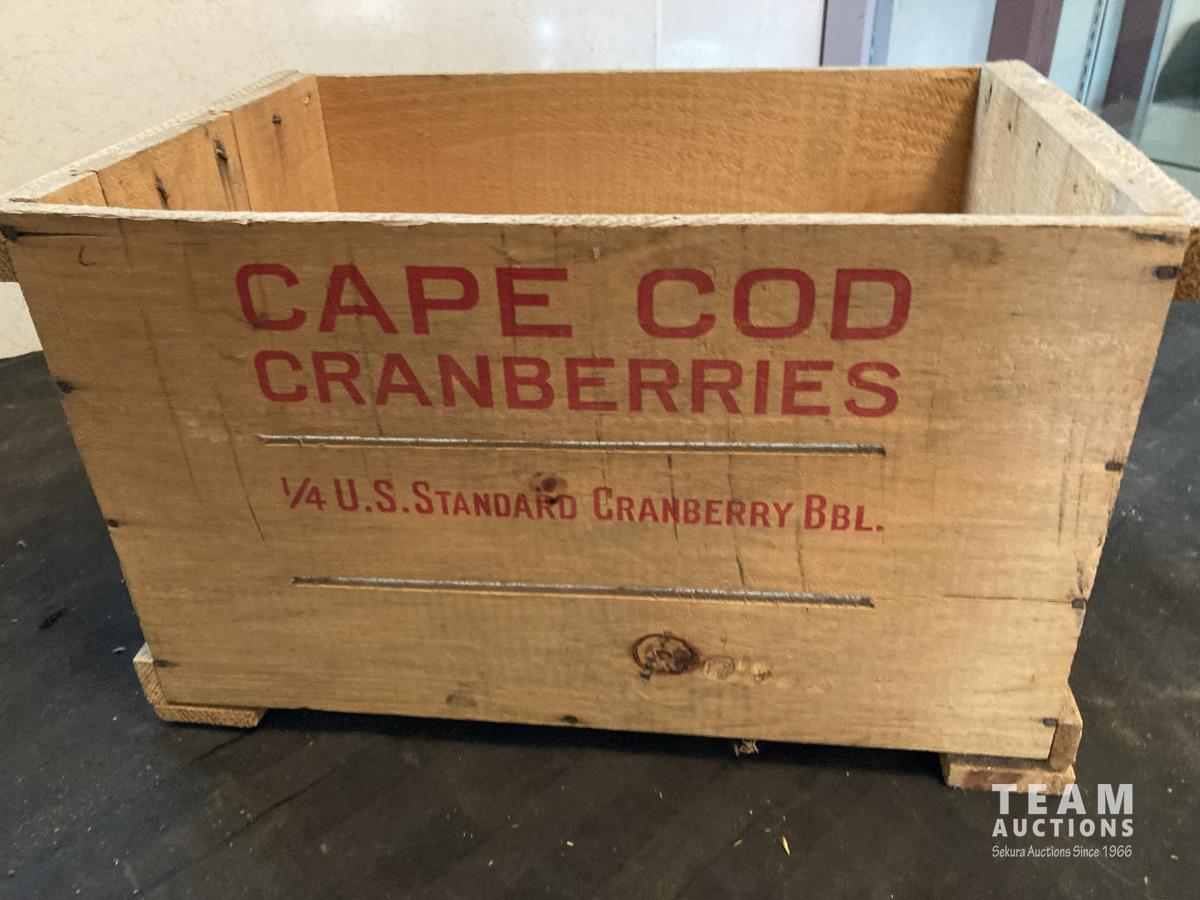 CAPE COD
CRANBERRIES
1/4 U.S. STANDARD CRANBERRY BBL.
TEAM
AUCTIONS
Sekura Auctions Since 1966